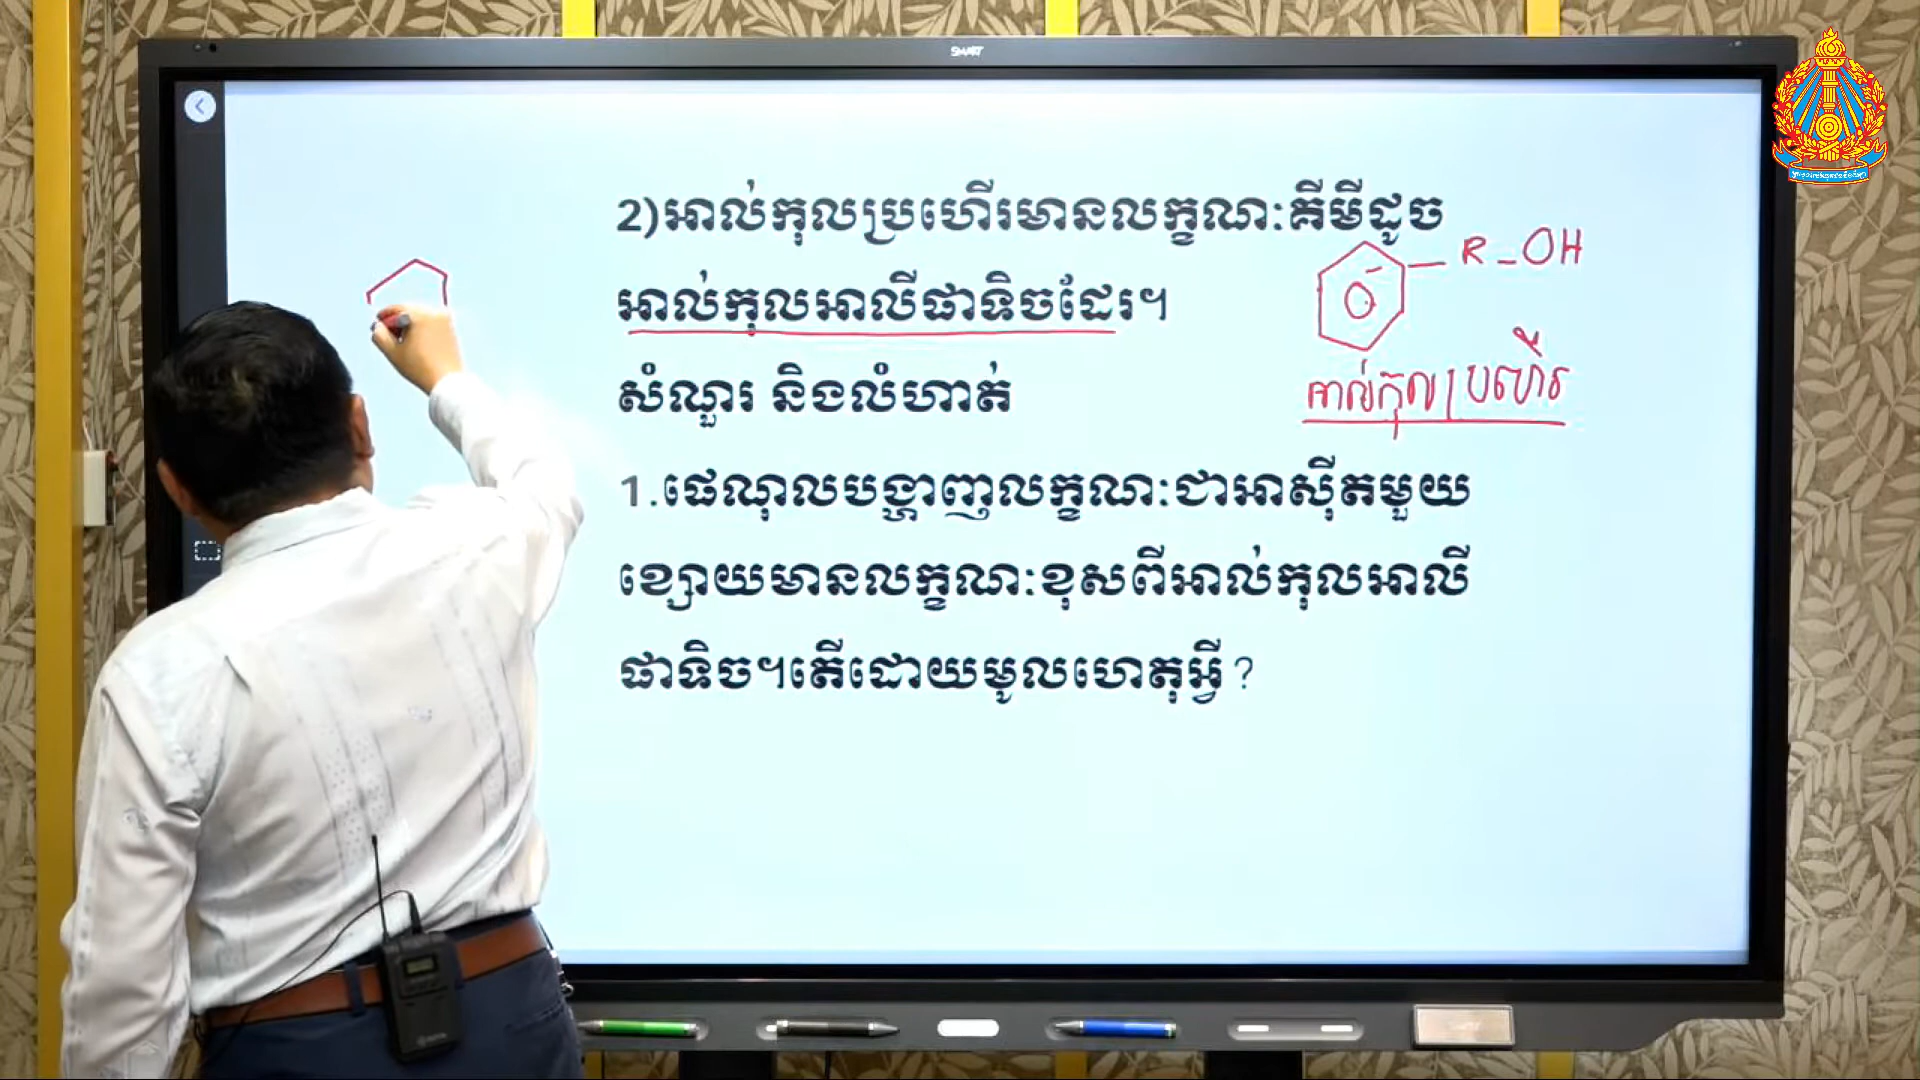 SMART
2)អាល់កុលប្រហើរមានលក្ខណៈគីមីដូច
អាល់កុលអាលីផាទិចដែរ។
R-OH
អាល់កុលប្រហើរ
សំណួរ និងលំហាត់
1.ផេណុលបង្ហាញលក្ខណៈជាអាស៊ីតមួយ
ខ្សោយមានលក្ខណៈខុសពីអាល់កុលអាលី
ផាទិច។តើដោយមូលហេតុអ្វី?